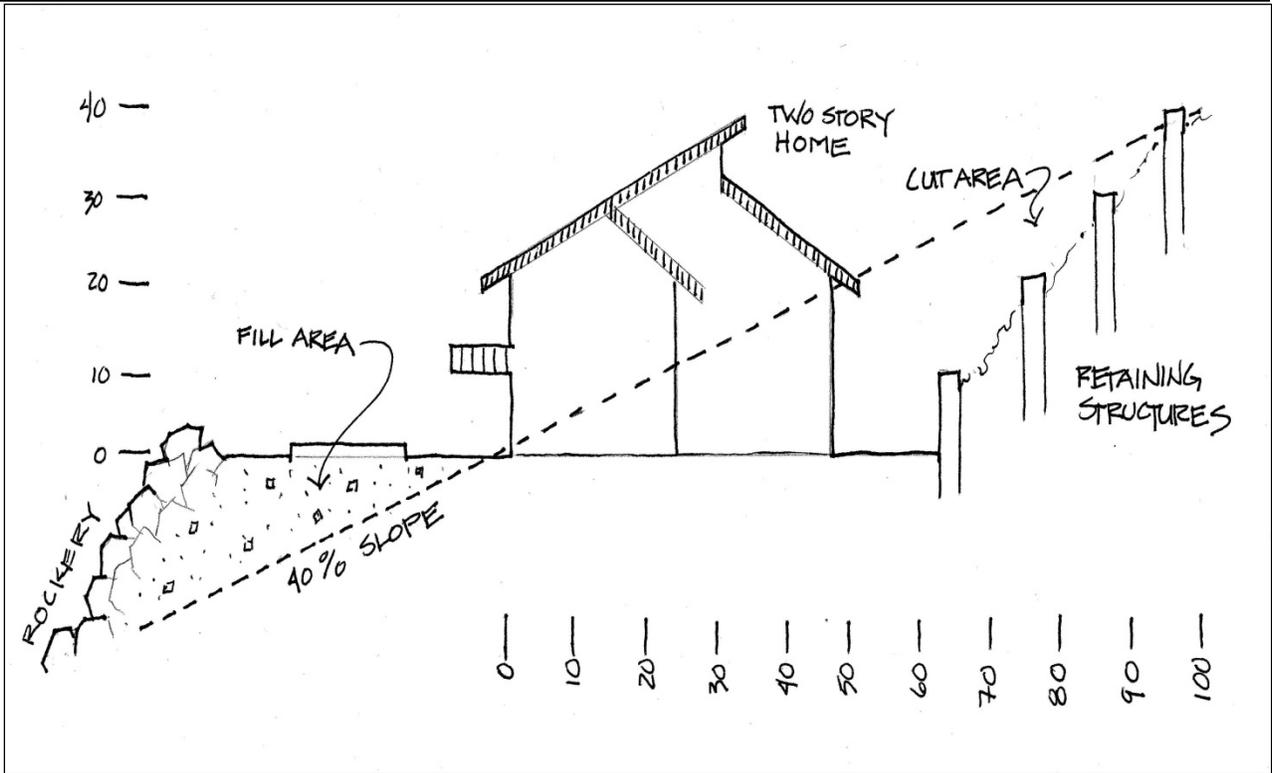 40
30
20
10
0
TWO STORY
HOME
CUT AREA
FILL AREA
RETAINING
STRUCTURES
ROCKERY
40% SLOPE
0
10
20
30
40
50
60
70
80
90
100